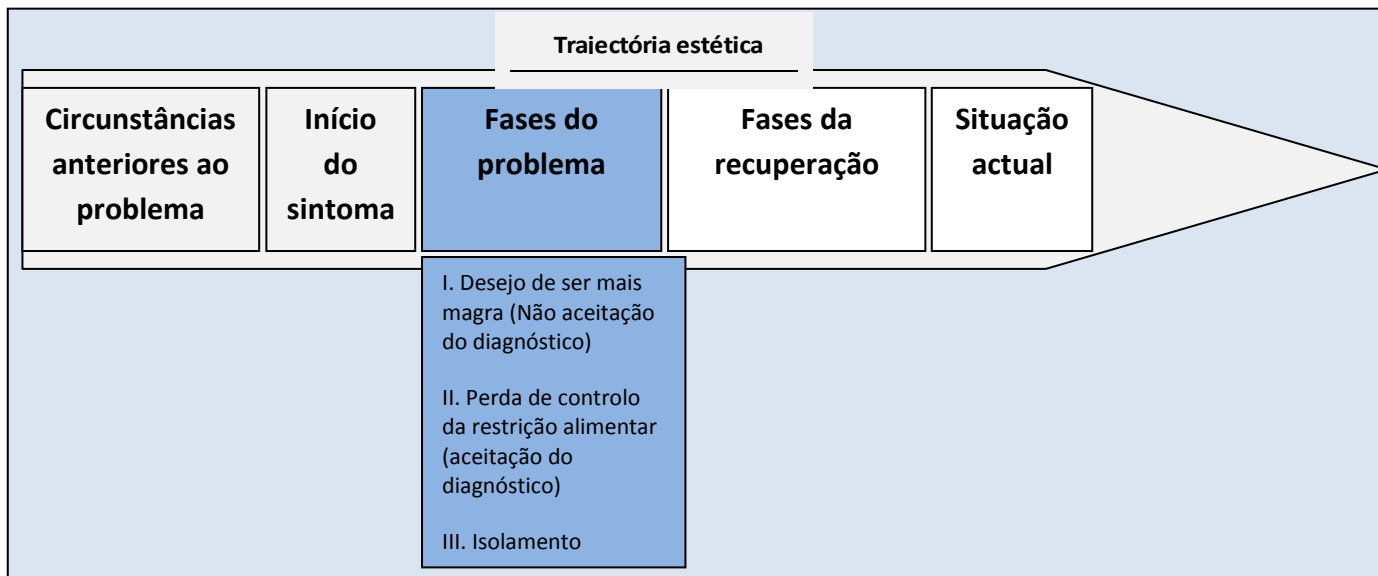 Trajectória estética
Circunstâncias
anteriores ao
problema
Início
do
sintoma
Fases do
problema
Fases da
recuperação
Situação
actual
I. Desejo de ser mais
magra (Não aceitação
do diagnóstico)
II. Perda de controlo
da restrição alimentar
(aceitação do
diagnóstico)
III. Isolamento